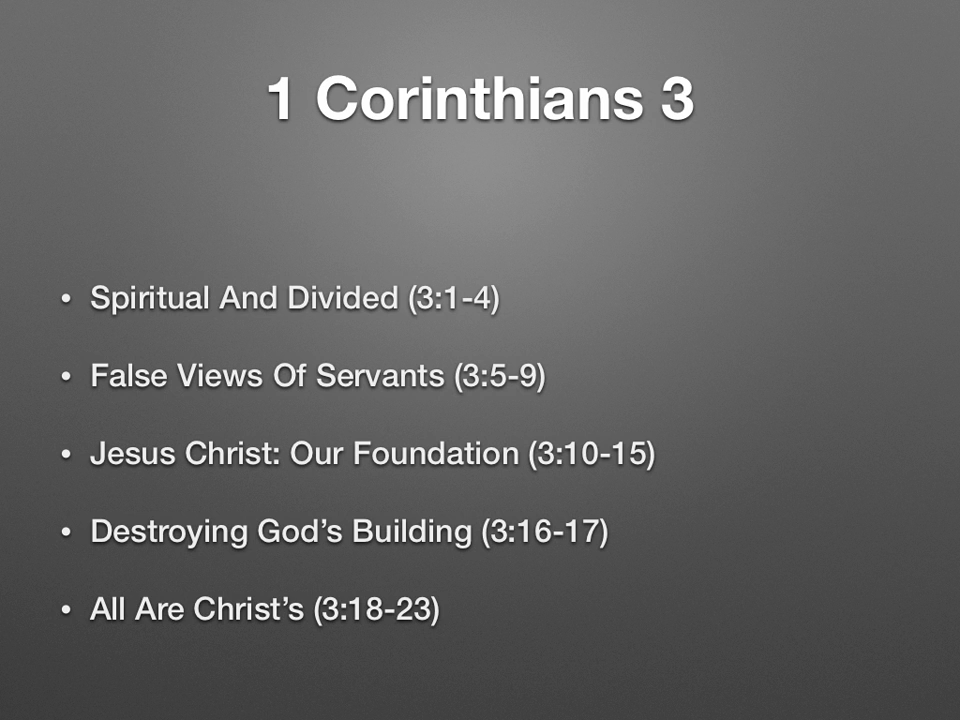 1 Corinthians 3
• Spiritual And Divided (3:1-4)
• False Views Of Servants (3:5-9)
• Jesus Christ: Our Foundation (3:10-15)
• Destroying God’s Building (3:16-17)
• All Are Christ’s (3:18-23)